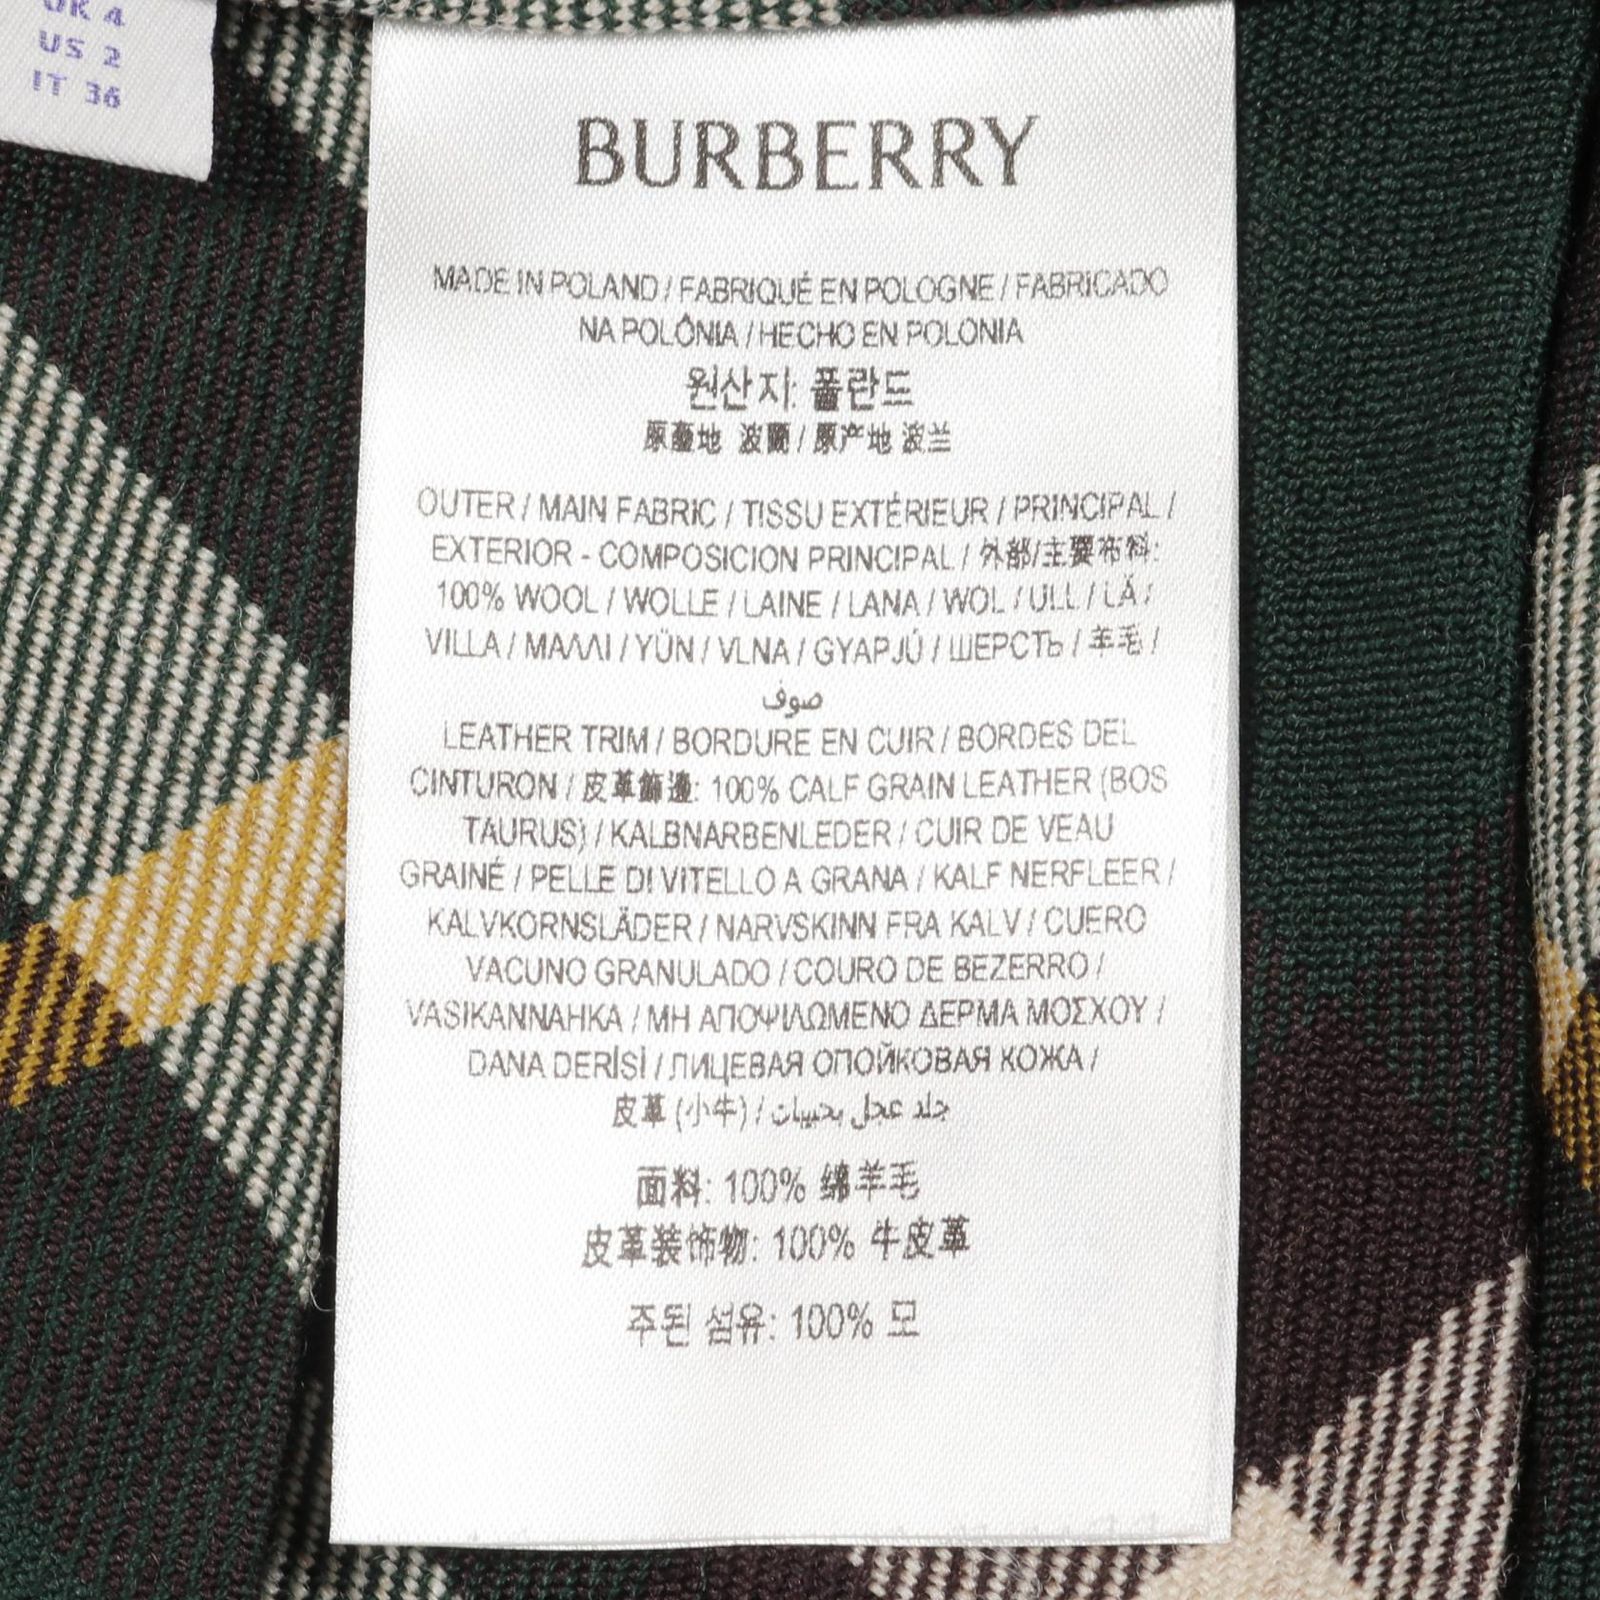 UK 4
US 2
IT 36
BURBERRY
MADE IN POLAND / FABRIQUÉ EN POLOGNE / FABRICADO
NA POLÔNIA / HECHO EN POLONIA
원산지: 폴란드
原產地 波蘭 / 原产地 波兰
OUTER / MAIN FABRIC / TISSU EXTÉRIEUR / PRINCIPAL /
EXTERIOR - COMPOSICION PRINCIPAL / 外部/主要布料:
100% WOOL / WOLLE / LAINE / LANA / WOL / ULL / LÃ /
VILLA / ΜΑΛΛΙ / YÜN / VLNA / GYAPJÚ / ШЕРСТЬ / 羊毛 /
صوف
LEATHER TRIM / BORDURE EN CUIR / BORDES DEL
CINTURON / 皮革飾邊: 100% CALF GRAIN LEATHER (BOS
TAURUS) / KALBNARBENLEDER / CUIR DE VEAU
GRAINÉ / PELLE DI VITELLO A GRANA / KALF NERFLEER /
KALVKORNSLÄDER / NARVSKINN FRA KALV / CUERO
VACUNO GRANULADO / COURO DE BEZERRO /
VASIKANNAHKA / ΜΗ ΑΠΟΨΙΛΩΜΕΝΟ ΔΕΡΜΑ ΜΟΣΧΟΥ /
DANA DERİSİ / ЛИЦЕВАЯ ОПОЙКОВАЯ КОЖА /
皮革 (小牛) / جلد عجل بحبيبات
面料: 100% 绵羊毛
皮革装饰物: 100% 牛皮革
주된 섬유: 100% 모